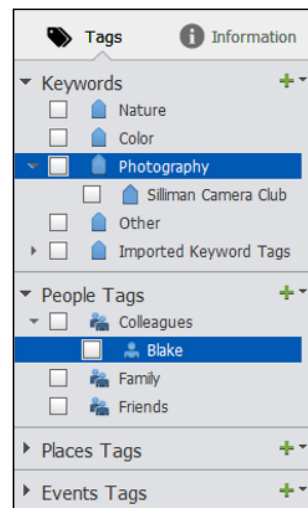 Tags Information
Keywords
Nature
Color
Photography
Silliman Camera Club
Other
Imported Keyword Tags
People Tags
Colleagues
Blake
Family
Friends
Places Tags
Events Tags